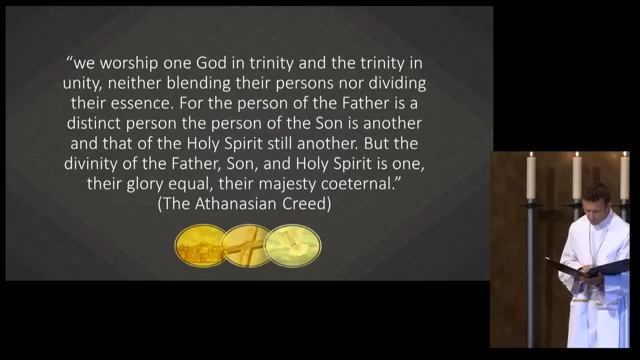 “we worship one God in trinity and the trinity in
unity, neither blending their persons nor dividing
their essence. For the person of the Father is a
distinct person the person of the Son is another
and that of the Holy Spirit still another. But the
divinity of the Father, Son, and Holy Spirit is one,
their glory equal, their majesty coeternal.”
(The Athanasian Creed)